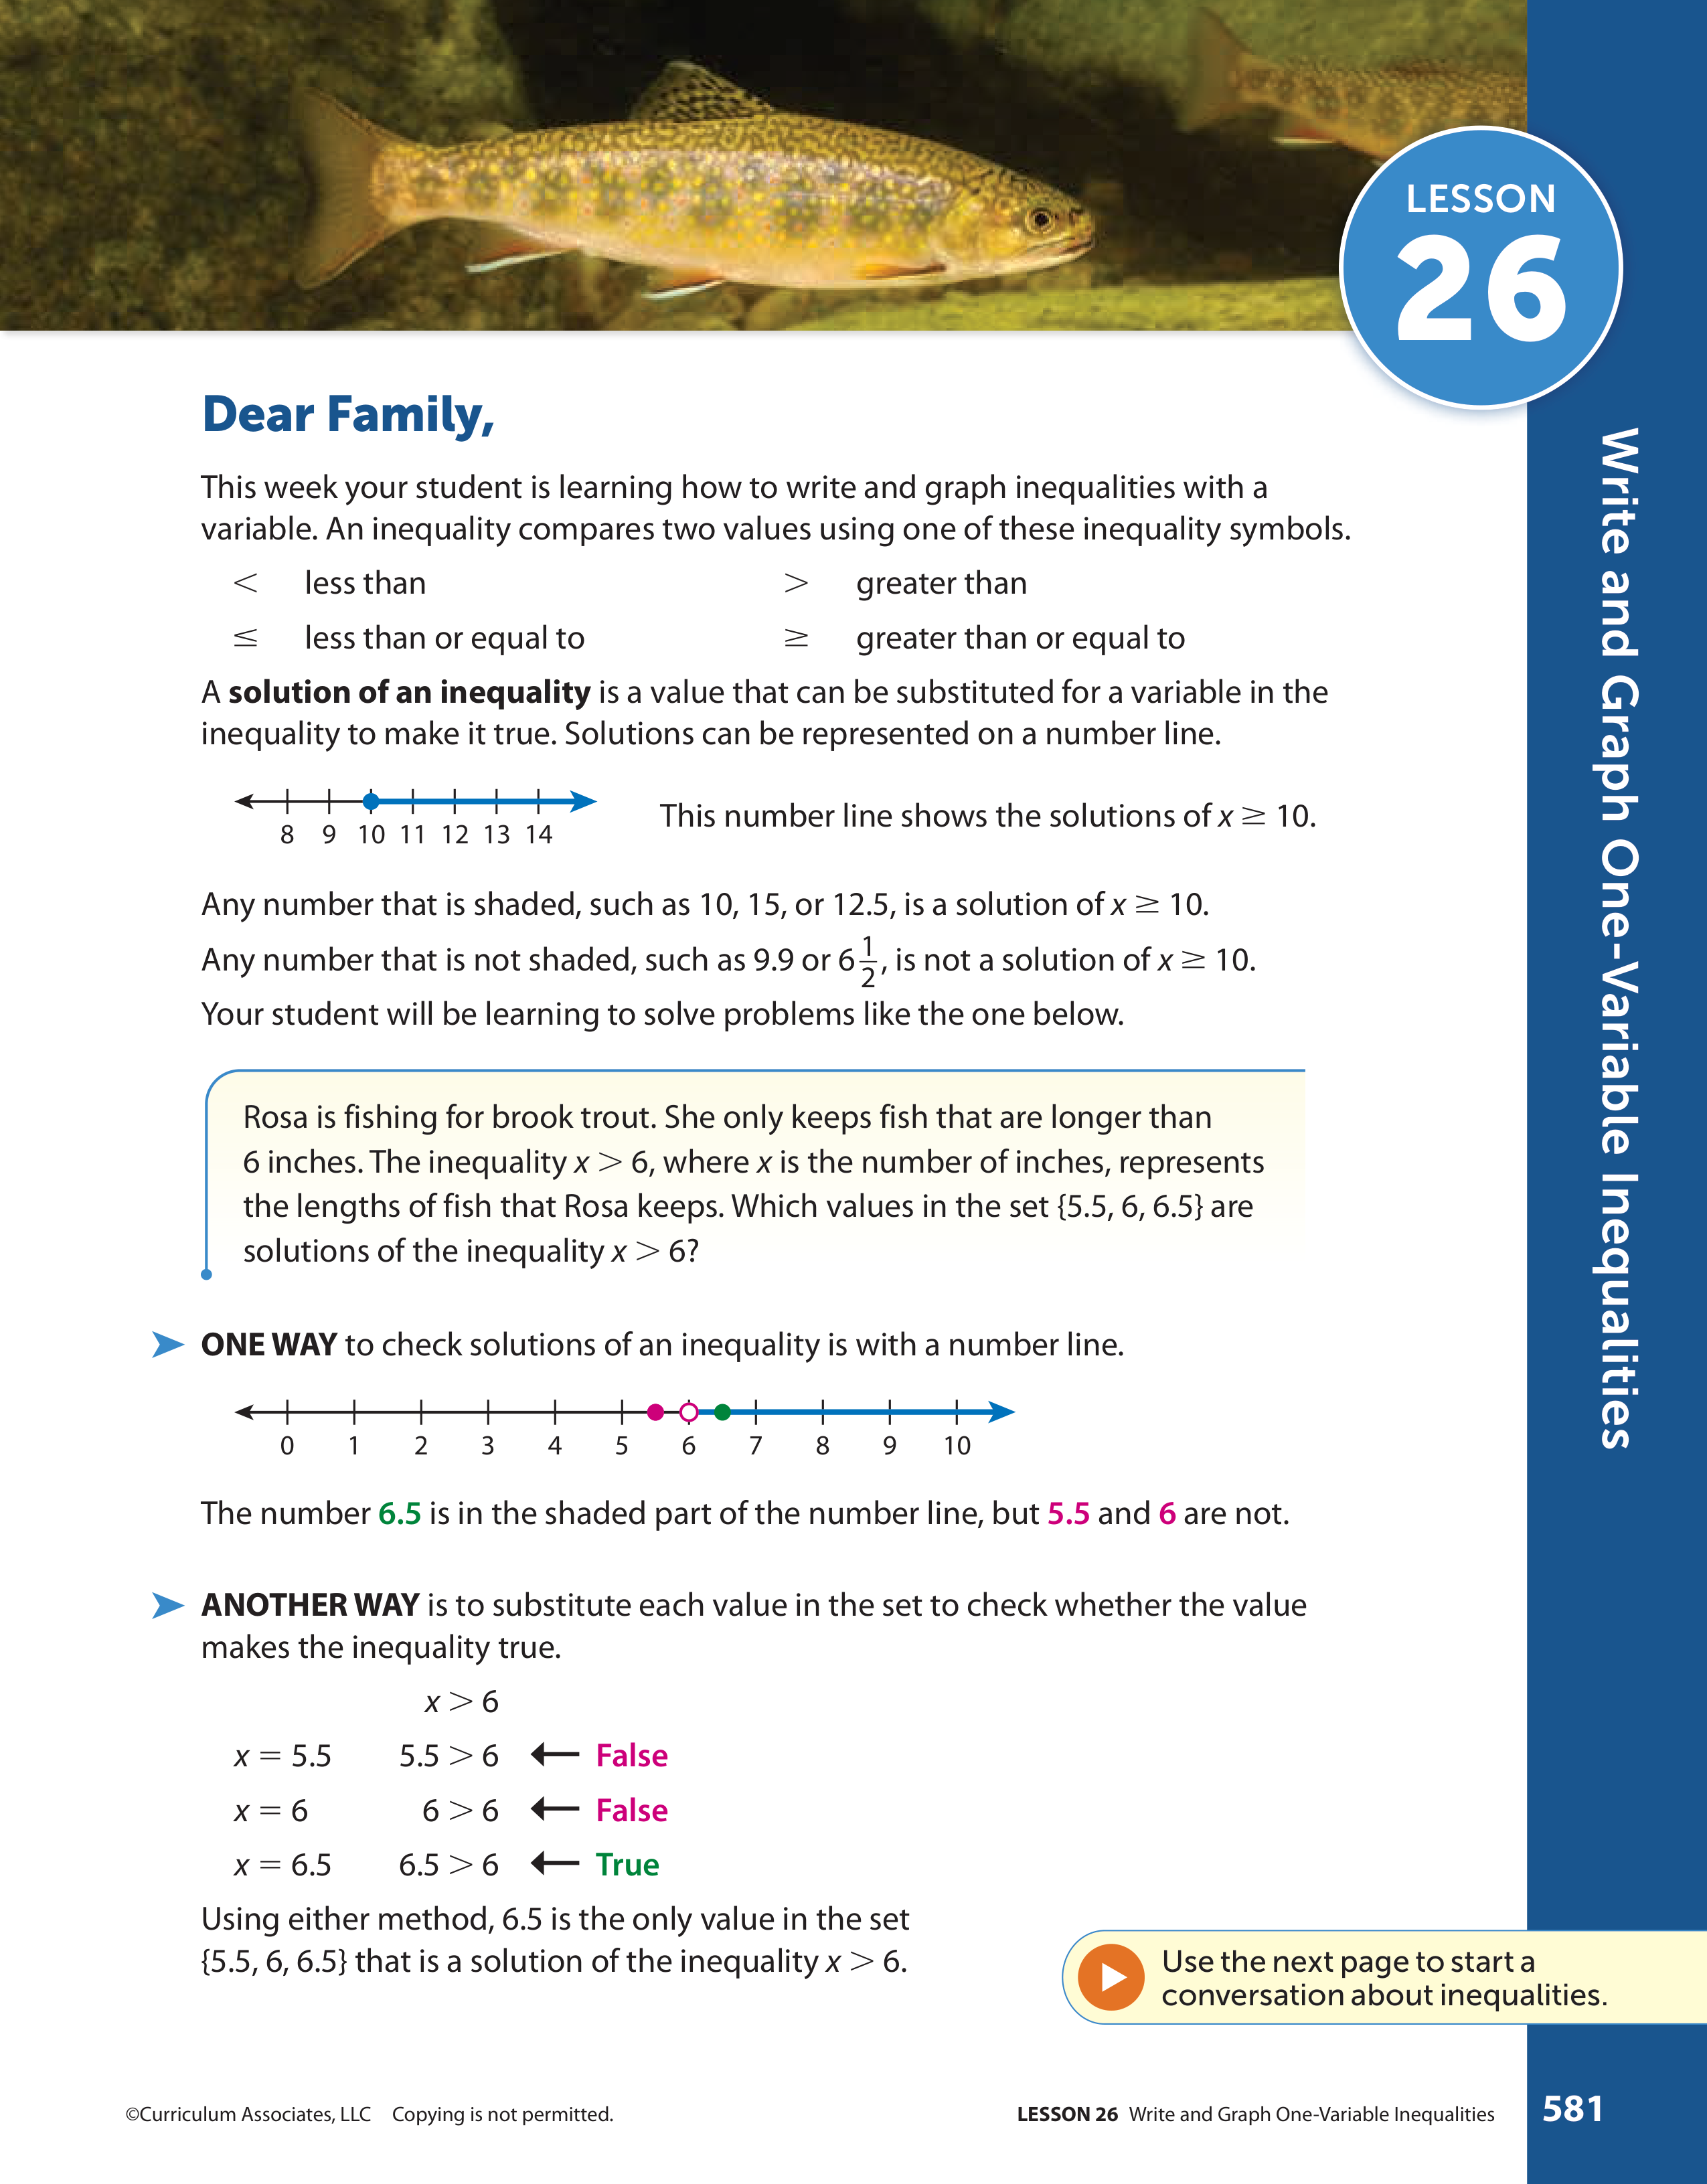 LESSON
26
Write and Graph One-Variable Inequalities
Dear Family,
This week your student is learning how to write and graph inequalities with a
variable. An inequality compares two values using one of these inequality symbols.
< less than > greater than
≤ less than or equal to ≥ greater than or equal to
A solution of an inequality is a value that can be substituted for a variable in the
inequality to make it true. Solutions can be represented on a number line.
8 9 10 11 12 13 14
This number line shows the solutions of x ≥ 10.
Any number that is shaded, such as 10, 15, or 12.5, is a solution of x ≥ 10.
Any number that is not shaded, such as 9.9 or 6 1/2, is not a solution of x ≥ 10.
Your student will be learning to solve problems like the one below.
Rosa is fishing for brook trout. She only keeps fish that are longer than
6 inches. The inequality x > 6, where x is the number of inches, represents
the lengths of fish that Rosa keeps. Which values in the set {5.5, 6, 6.5} are
solutions of the inequality x > 6?
ONE WAY to check solutions of an inequality is with a number line.
0 1 2 3 4 5 6 7 8 9 10
The number 6.5 is in the shaded part of the number line, but 5.5 and 6 are not.
ANOTHER WAY is to substitute each value in the set to check whether the value
makes the inequality true.
x > 6
x = 5.5 5.5 > 6 ← False
x = 6 6 > 6 ← False
x = 6.5 6.5 > 6 ← True
Using either method, 6.5 is the only value in the set
{5.5, 6, 6.5} that is a solution of the inequality x > 6.
Use the next page to start a
conversation about inequalities.
©Curriculum Associates, LLC Copying is not permitted.
LESSON 26 Write and Graph One-Variable Inequalities
581